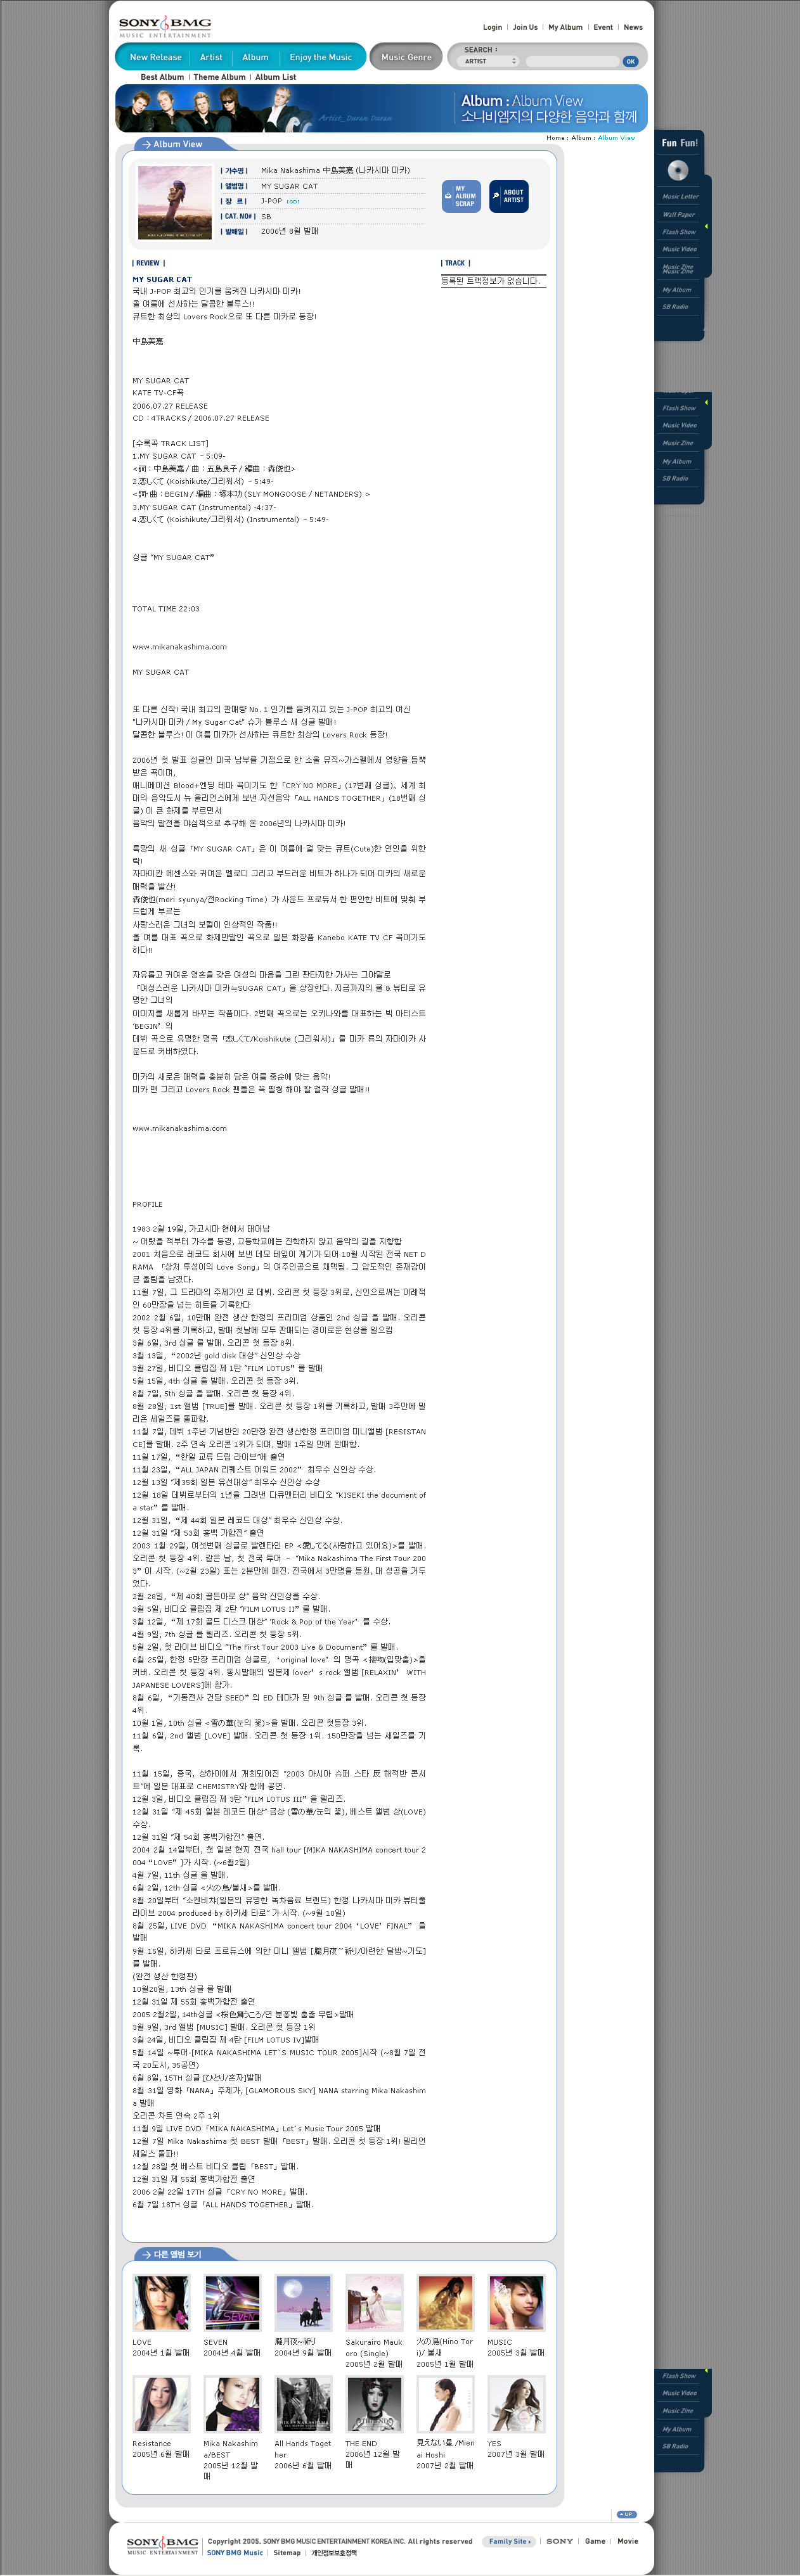 SONY BMG
MUSIC ENTERTAINMENT
Login | Join Us | My Album | Event | News
New Release | Artist | Album | Enjoy the Music
Music Genre
SEARCH :
ARTIST
OK
Best Album | Theme Album | Album List
Album : Album View
소니비엠지의 다양한 음악과 함께
Home : Album : Album View
Album View
가수명 Mika Nakashima 中島美嘉 (나카시마 미카)
앨범명 MY SUGAR CAT
장 르 J-POP (CD)
CAT. NO# SB
발매일 2006년 8월 발매
MY ALBUM SCRAP
ABOUT ARTIST
REVIEW
TRACK
등록된 트랙정보가 없습니다.
MY SUGAR CAT
국내 J-POP 최고의 인기를 움켜진 나카시마 미카!
올 여름에 선사하는 달콤한 블루스!!
큐트한 최상의 Lovers Rock으로 또 다른 미카로 등장!
中島美嘉
MY SUGAR CAT
KATE TV-CF곡
2006.07.27 RELEASE
CD : 4TRACKS / 2006.07.27 RELEASE
[수록곡 TRACK LIST]
1.MY SUGAR CAT – 5:09-
<詞 : 中島美嘉 / 曲 : 五島良子 / 編曲 : 森俊也>
2.恋しくて (Koishikute/그리워서) – 5:49-
<詞・曲 : BEGIN / 編曲 : 塚本功 (SLY MONGOOSE / NETANDERS) >
3.MY SUGAR CAT (Instrumental) -4:37-
4.恋しくて (Koishikute/그리워서) (Instrumental) – 5:49-
싱글 "MY SUGAR CAT"
TOTAL TIME 22:03
www.mikanakashima.com
MY SUGAR CAT
또 다른 신작! 국내 최고의 판매량 No. 1 인기를 움켜지고 있는 J-POP 최고의 여신
"나카시마 미카 / My Sugar Cat" 슈가 블루스 새 싱글 발매!
달콤한 블루스! 이 여름 미카가 선사하는 큐트한 최상의 Lovers Rock 등장!
2006년 첫 발표 싱글인 미국 남부를 기점으로 한 소울 뮤직~가스펠에서 영향을 듬뿍
받은 곡이며,
애니메이션 Blood+엔딩 테마 곡이기도 한 「CRY NO MORE」(17번째 싱글)、세계 최
대의 음악도시 뉴 올리언스에게 보낸 자선음악 「ALL HANDS TOGETHER」(18번째 싱
글) 이 큰 화제를 부르면서
음악의 발전을 야심적으로 추구해 온 2006년의 나카시마 미카!
특망의 새 싱글 「MY SUGAR CAT」은 이 여름에 걸 맞는 큐트(Cute)한 연인을 위한
락!
자마이칸 에센스와 귀여운 멜로디 그리고 부드러운 비트가 하나가 되어 미카의 새로운
매력을 발산!
森俊也(mori syunya/전Rocking Time) 가 사운드 프로듀서 한 편안한 비트에 맞춰 부
드럽게 부르는
사랑스러운 그녀의 보컬이 인상적인 작품!!
올 여름 대표 곡으로 화제만발인 곡으로 일본 화장품 Kanebo KATE TV CF 곡이기도
하다!!
자유롭고 귀여운 영혼을 갖은 여성의 마음을 그린 판타지한 가사는 그야말로
「여성스러운 나카시마 미카≒SUGAR CAT」을 상징한다. 지금까지의 쿨 & 뷰티로 유
명한 그녀의
이미지를 새롭게 바꾸는 작품이다. 2번째 곡으로는 오키나와를 대표하는 빅 아티스트
'BEGIN' 의
데뷔 곡으로 유명한 명곡 「恋しくて/Koishikute (그리워서)」를 미카 류의 자마이카 사
운드로 커버하였다.
미카의 새로운 매력을 충분히 담은 여름 중순에 맞는 음악!
미카 팬 그리고 Lovers Rock 팬들은 꼭 필청 해야 할 걸작 싱글 발매!!
www.mikanakashima.com
PROFILE
1983 2월 19일, 가고시마 현에서 태어남
~ 어렸을 적부터 가수를 동경, 고등학교에는 진학하지 않고 음악의 길을 지향함
2001 처음으로 레코드 회사에 보낸 데모 테잎이 계기가 되어 10월 시작된 전국 NET D
RAMA 「상처 투성이의 Love Song」의 여주인공으로 채택됨. 그 압도적인 존재감이
큰 울림을 남겼다.
11월 7일, 그 드라마의 주제가인 로 데뷔. 오리콘 첫 등장 3위로, 신인으로써는 이례적
인 60만장을 넘는 히트를 기록한다
2002 2월 6일, 10만매 완전 생산 한정의 프리미엄 상품인 2nd 싱글 을 발매. 오리콘
첫 등장 4위를 기록하고, 발매 첫날에 모두 판매되는 경이로운 현상을 일으킴
3월 6일, 3rd 싱글 를 발매. 오리콘 첫 등장 8위.
3월 13일, "2002년 gold disk 대상" 신인상 수상
3월 27일, 비디오 클립집 제 1탄 "FILM LOTUS" 를 발매
5월 15일, 4th 싱글 을 발매. 오리콘 첫 등장 3위.
8월 7일, 5th 싱글 을 발매. 오리콘 첫 등장 4위.
8월 28일, 1st 앨범 [TRUE]를 발매. 오리콘 첫 등장 1위를 기록하고, 발매 3주만에 밀
리온 세일즈를 돌파함.
11월 7일, 데뷔 1주년 기념반인 20만장 완전 생산한정 프리미엄 미니앨범 [RESISTAN
CE]를 발매. 2주 연속 오리콘 1위가 되며, 발매 1주일 만에 완매함.
11월 17일, "한일 교류 드림 라이브"에 출연
11월 23일, "ALL JAPAN 리퀘스트 어워드 2002" 최우수 신인상 수상.
12월 13일 "제35회 일본 유선대상" 최우수 신인상 수상
12월 18일 데뷔로부터의 1년을 그려낸 다큐멘터리 비디오 "KISEKI the document of
a star" 를 발매.
12월 31일, "제 44회 일본 레코드 대상" 최우수 신인상 수상.
12월 31일 "제 53회 홍백 가합전" 출연
2003 1월 29일, 여섯번째 싱글로 발렌타인 EP <愛してる(사랑하고 있어요)>를 발매.
오리콘 첫 등장 4위. 같은 날, 첫 전국 투어 – "Mika Nakashima The First Tour 200
3" 이 시작. (~2월 23일) 표는 2분만에 매진. 전국에서 3만명을 동원, 대 성공을 거두
었다.
2월 28일, "제 40회 골든아로 상" 음악 신인상을 수상.
3월 5일, 비디오 클립집 제 2탄 "FILM LOTUS II" 를 발매.
3월 12일, "제 17회 골드 디스크 대상" 'Rock & Pop of the Year' 를 수상.
4월 9일, 7th 싱글 를 릴리즈. 오리콘 첫 등장 5위.
5월 2일, 첫 라이브 비디오 "The First Tour 2003 Live & Document" 를 발매.
6월 25일, 한정 5만장 프리미엄 싱글로, 'original love' 의 명곡 <接吻(입맞춤)>을
커버. 오리콘 첫 등장 4위. 동시발매의 일본제 lover' s rock 앨범 [RELAXIN' WITH
JAPANESE LOVERS]에 참가.
8월 6일, "기동전사 건담 SEED" 의 ED 테마가 된 9th 싱글 를 발매. 오리콘 첫 등장
4위.
10월 1일, 10th 싱글 <雪の華(눈의 꽃)>을 발매. 오리콘 첫등장 3위.
11월 6일, 2nd 앨범 [LOVE] 발매. 오리콘 첫 등장 1위. 150만장을 넘는 세일즈를 기
록.
11월 15일, 중국, 상하이에서 개최되어진 "2003 아시아 슈퍼 스타 反 해적반 콘서
트"에 일본 대표로 CHEMISTRY와 함께 공연.
12월 3일, 비디오 클립집 제 3탄 "FILM LOTUS III" 을 릴리즈.
12월 31일 "제 45회 일본 레코드 대상" 금상 (雪の華/눈의 꽃), 베스트 앨범 상(LOVE)
수상.
12월 31일 "제 54회 홍백가합전" 출연.
2004 2월 14일부터, 첫 일본 현지 전국 hall tour [MIKA NAKASHIMA concert tour 2
004 "LOVE" ]가 시작. (~6월2일)
4월 7일, 11th 싱글 을 발매.
6월 2일, 12th 싱글 <火の鳥/불새>를 발매.
8월 20일부터 "소켄비챠(일본의 유명한 녹차음료 브랜드) 한정 나카시마 미카 뷰티풀
라이브 2004 produced by 하카세 타로" 가 시작. (~9월 10일)
8월 25일, LIVE DVD "MIKA NAKASHIMA concert tour 2004 'LOVE' FINAL" 을
발매
9월 15일, 하카세 타로 프로듀스에 의한 미니 앨범 [朧月夜~祈り/아련한 달밤~기도]
를 발매.
(완전 생산 한정판)
10월20일, 13th 싱글 를 발매
12월 31일 제 55회 홍백가합전 출연
2005 2월2일, 14th싱글 <桜色舞うころ/연 분홍빛 춤출 무렵>발매
3월 9일, 3rd 앨범 [MUSIC] 발매. 오리콘 첫 등장 1위
3월 24일, 비디오 클립집 제 4탄 [FILM LOTUS IV]발매
5월 14일 ~투어-[MIKA NAKASHIMA LET`S MUSIC TOUR 2005]시작 (~8월 7일 전
국 20도시, 35공연)
6월 8일, 15TH 싱글 [ひとり/혼자]발매
8월 31일 영화「NANA」주제가, [GLAMOROUS SKY] NANA starring Mika Nakashim
a 발매
오리콘 차트 연속 2주 1위
11월 9일 LIVE DVD「MIKA NAKASHIMA」Let`s Music Tour 2005 발매
12월 7일 Mika Nakashima 첫 BEST 발매「BEST」발매. 오리콘 첫 등장 1위! 밀리언
세일스 돌파!!
12월 28일 첫 베스트 비디오 클립「BEST」발매.
12월 31일 제 55회 홍백가합전 출연
2006 2월 22일 17TH 싱글「CRY NO MORE」발매.
6월 7일 18TH 싱글「ALL HANDS TOGETHER」발매.
다른 앨범 보기
LOVE
2004년 1월 발매
SEVEN
2004년 4월 발매
朧月夜~祈り
2004년 9월 발매
Sakurairo Mauk
oro (Single)
2005년 2월 발매
火の鳥(Hino Tor
i)/ 불새
2005년 1월 발매
MUSIC
2005년 3월 발매
Resistance
2005년 6월 발매
Mika Nakashim
a/BEST
2005년 12월 발
매
All Hands Toget
her
2006년 6월 발매
THE END
2006년 12월 발
매
見えない星 /Mien
ai Hoshi
2007년 2월 발매
YES
2007년 3월 발매
UP
SONY BMG
MUSIC ENTERTAINMENT
Copyright 2005. SONY BMG MUSIC ENTERTAINMENT KOREA INC. All rights reserved
SONY BMG Music | Sitemap | 개인정보보호정책
Family Site
SONY | Game | Movie
Fun Fun!
Music Letter
Wall Paper
Flash Show
Music Video
Music Zine
Music Zine
My Album
SB Radio
Flash Show
Music Video
Music Zine
My Album
SB Radio
Flash Show
Music Video
Music Zine
My Album
SB Radio